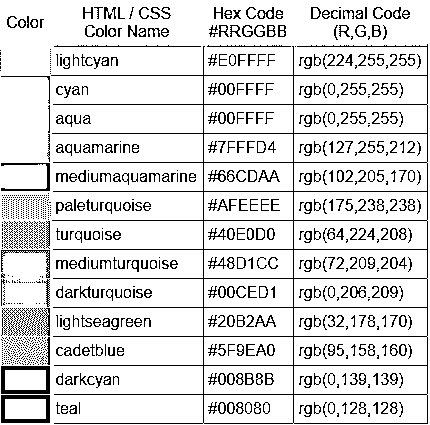 Color HTML / CSS Color Name Hex Code #RRGGBB Decimal Code (R,G,B)
lightcyan #E0FFFF rgb(224,255,255)
cyan #00FFFF rgb(0,255,255)
aqua #00FFFF rgb(0,255,255)
aquamarine #7FFFD4 rgb(127,255,212)
mediumaquamarine #66CDAA rgb(102,205,170)
paleturquoise #AFEEEE rgb(175,238,238)
turquoise #40E0D0 rgb(64,224,208)
mediumturquoise #48D1CC rgb(72,209,204)
darkturquoise #00CED1 rgb(0,206,209)
lightseagreen #20B2AA rgb(32,178,170)
cadetblue #5F9EA0 rgb(95,158,160)
darkcyan #008B8B rgb(0,139,139)
teal #008080 rgb(0,128,128)